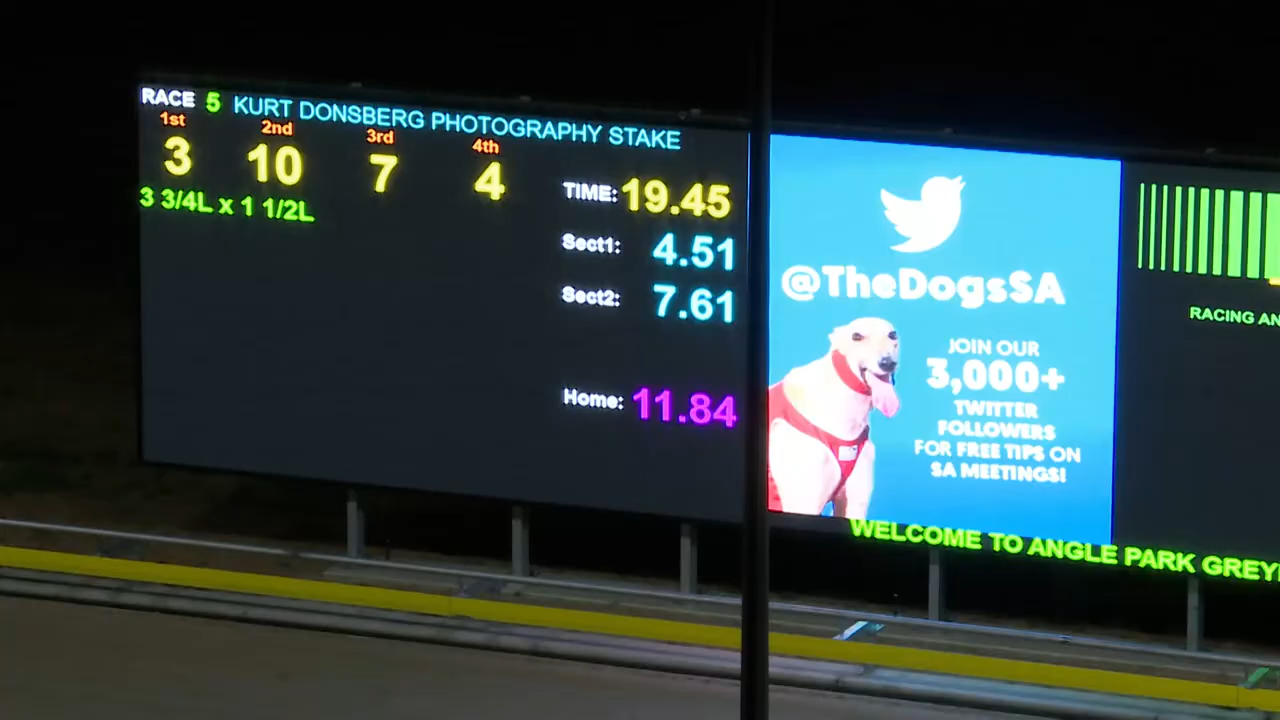 RACE 5 KURT DONSBERG PHOTOGRAPHY STAKE
1st 2nd 3rd 4th
3 10 7 4
3 3/4L x 1 1/2L
TIME: 19.45
Sect1: 4.51
Sect2: 7.61
Home: 11.84
@TheDogsSA
JOIN OUR
3,000+
TWITTER
FOLLOWERS
FOR FREE TIPS ON
SA MEETINGS!
RACING AN
WELCOME TO ANGLE PARK GREY